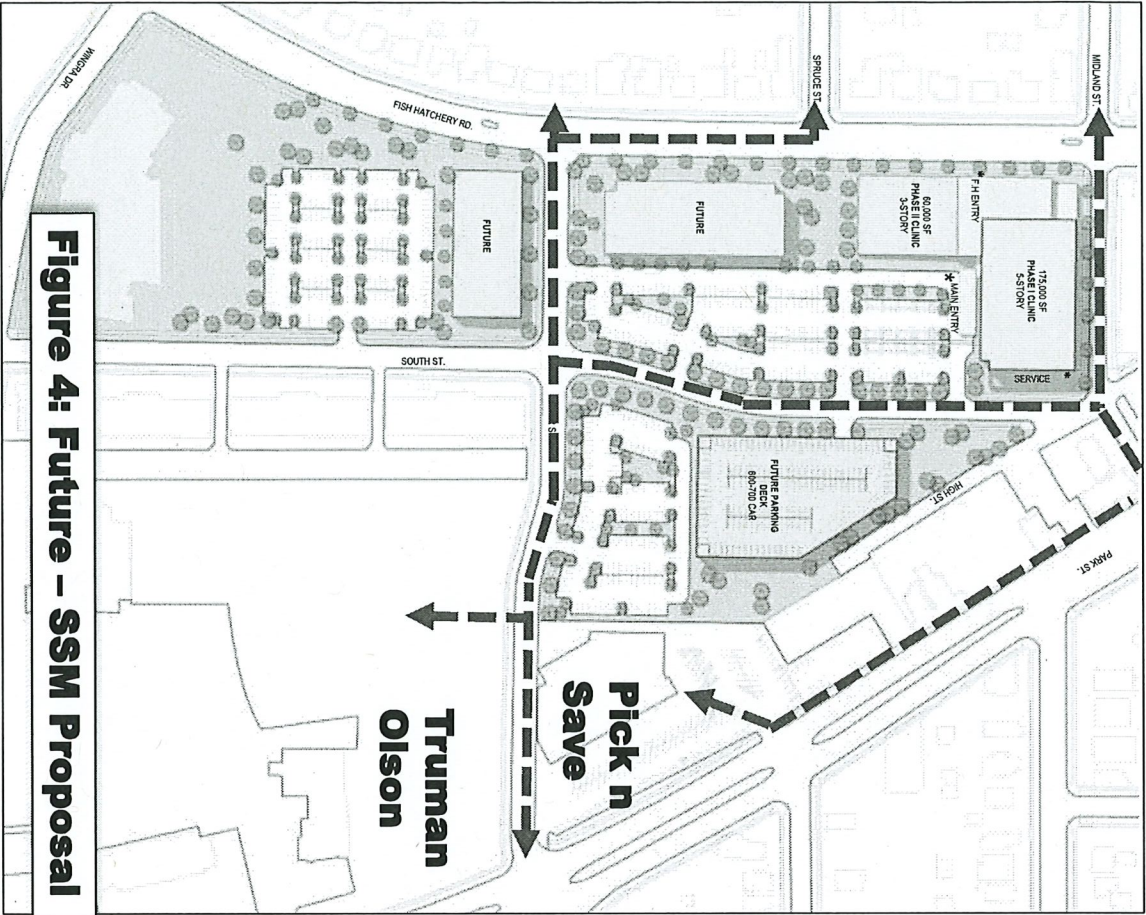 WINGRA DR.
FISH HATCHERY RD.
SPRUCE ST.
MIDLAND ST.
FUTURE
FUTURE
60,000 SF
PHASE II CLINIC
3-STORY
*F.H ENTRY
175,000 SF
PHASE I CLINIC
5-STORY
*MAIN ENTRY
SERVICE *
SOUTH ST.
S
FUTURE PARKING
DECK
600-700 CAR
HIGH ST.
PARK ST.
Pick n
Save
Truman
Olson
Figure 4: Future – SSM Proposal